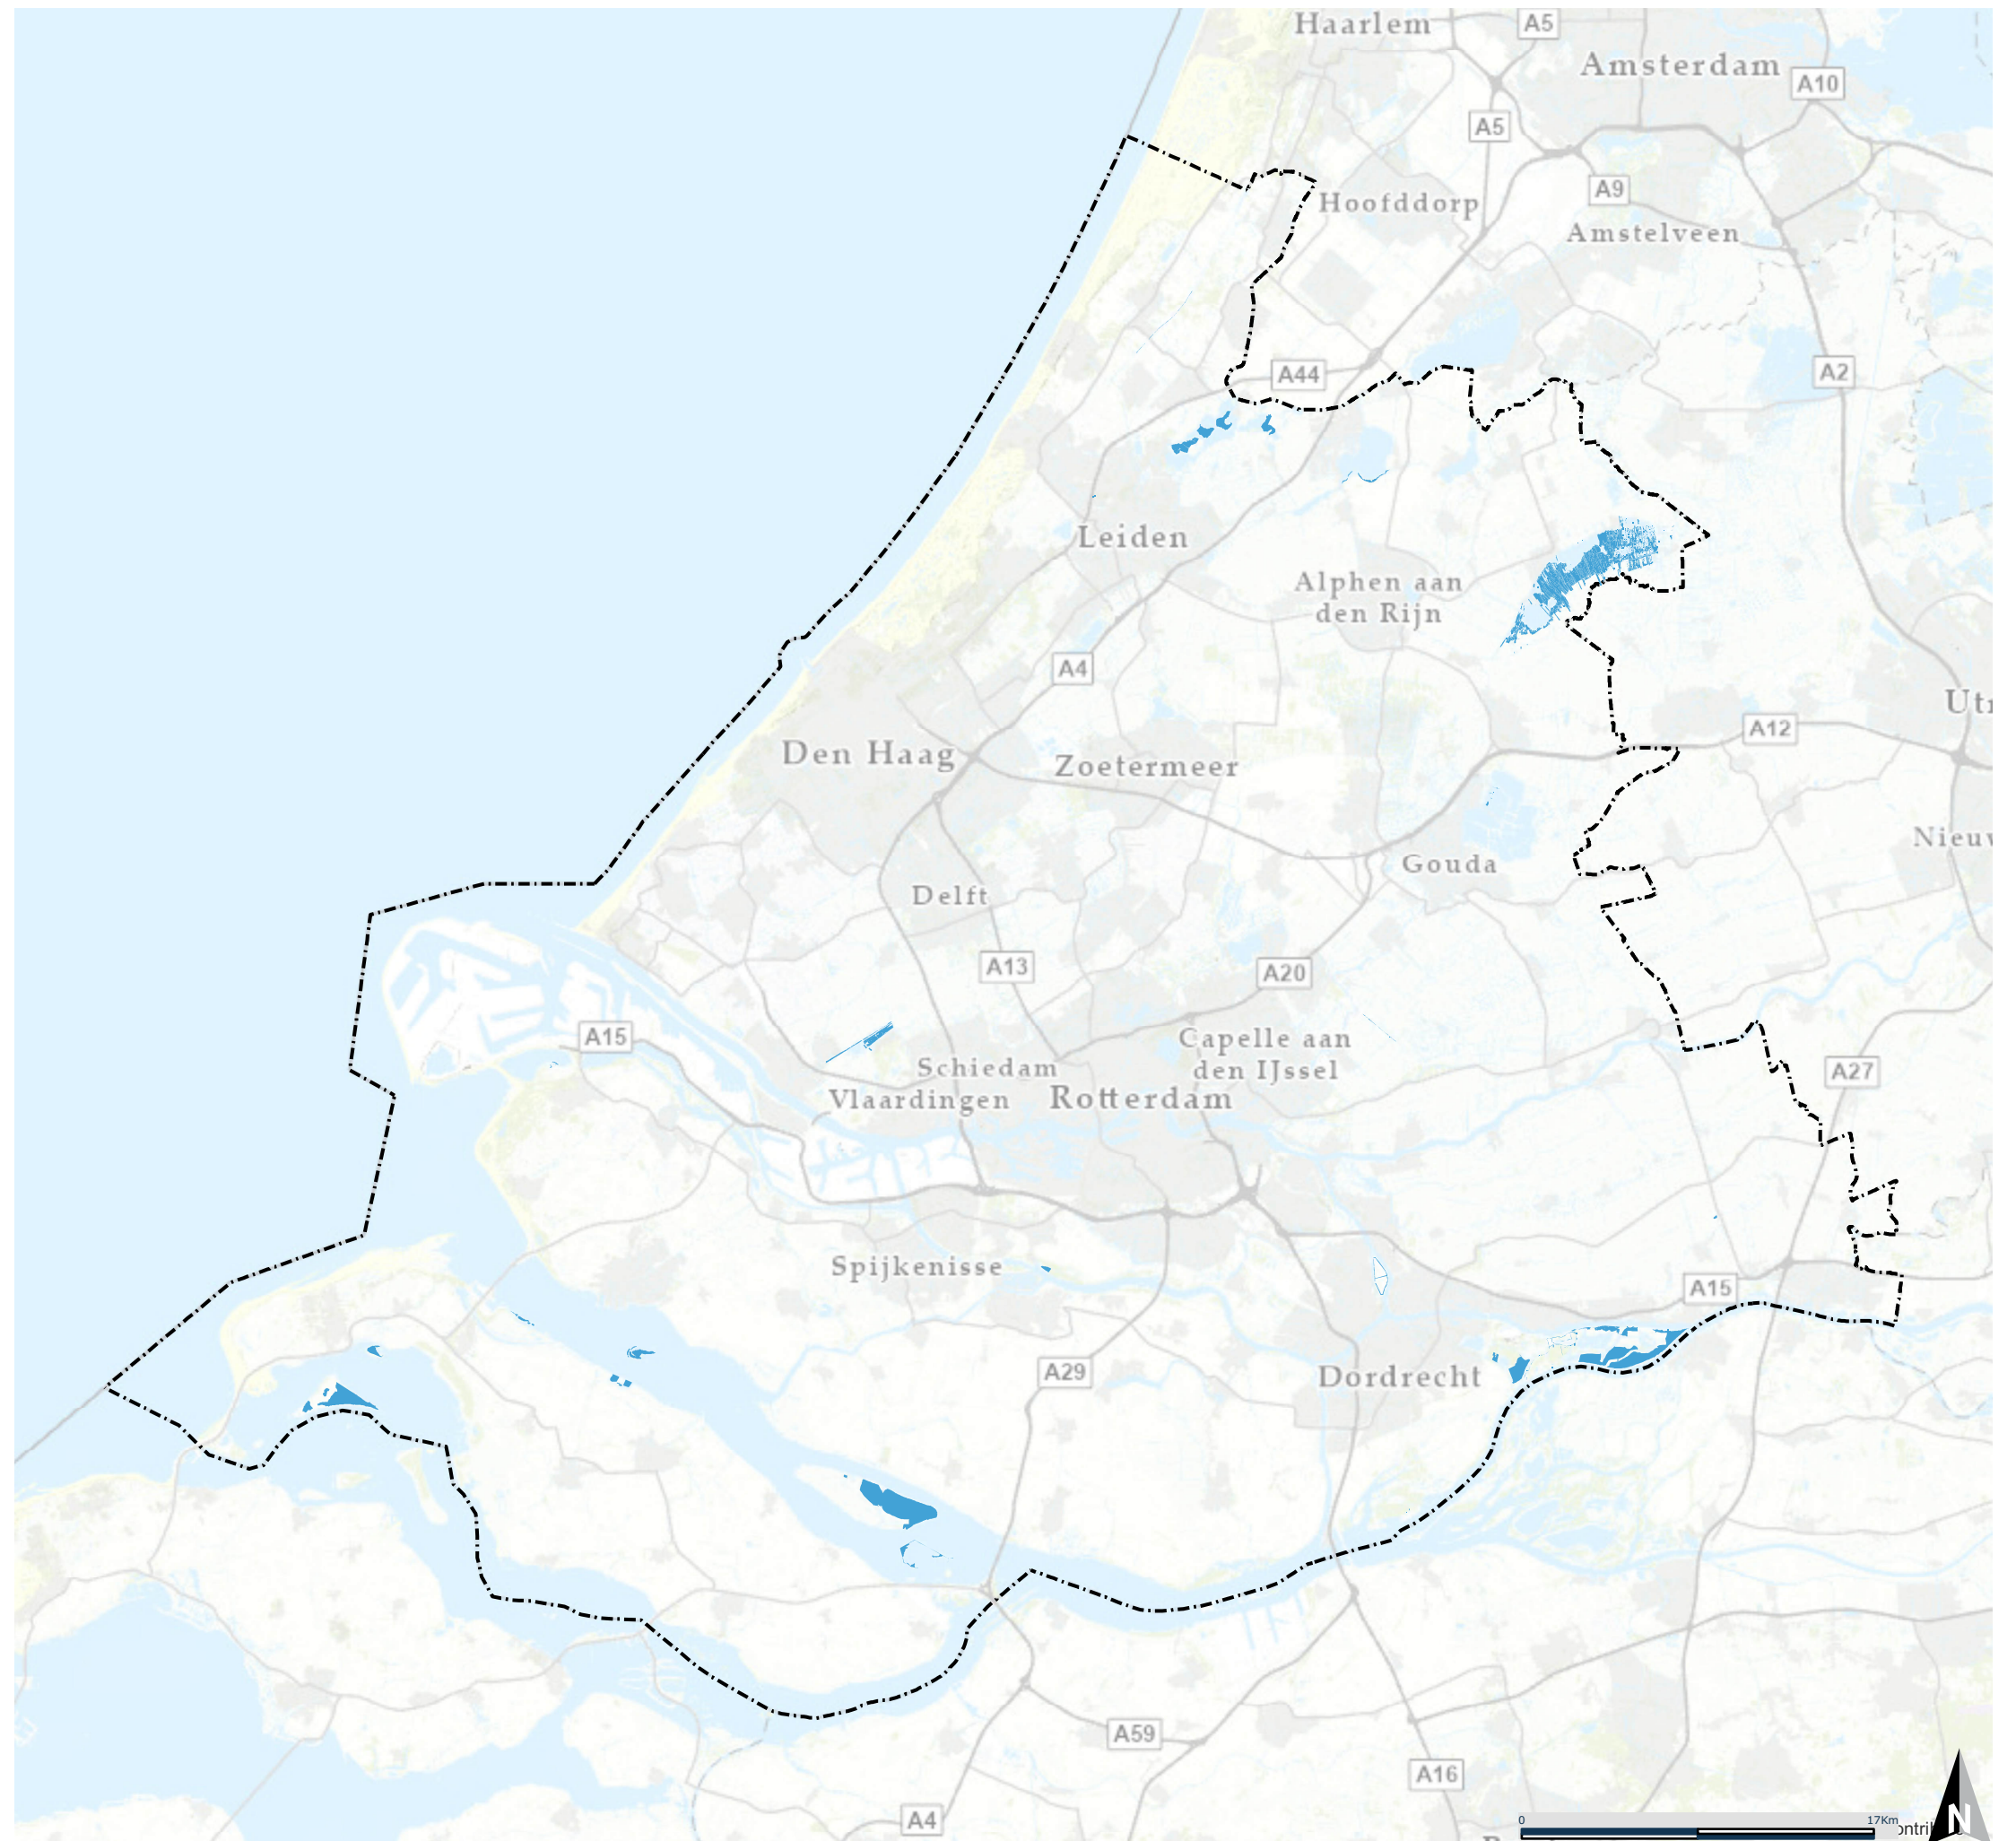 Haarlem
A5
Amsterdam
A10
A5
Hoofddorp
A9
Amstelveen
A44
A2
Leiden
Alphen aan
den Rijn
A4
Den Haag
Zoetermeer
A12
Gouda
Delft
A13
A20
A15
Capelle aan
den IJssel
Schiedam
Vlaardingen
Rotterdam
A27
Spijkenisse
A15
A29
Dordrecht
A59
A16
A4
0
17Km
N